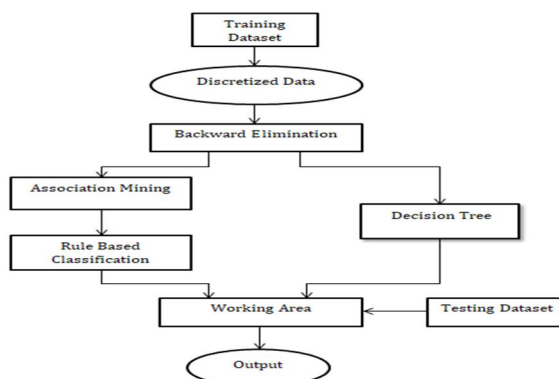 Training
Dataset
Discretized Data
Backward Elimination
Association Mining
Decision Tree
Rule Based
Classification
Working Area
Testing Dataset
Output